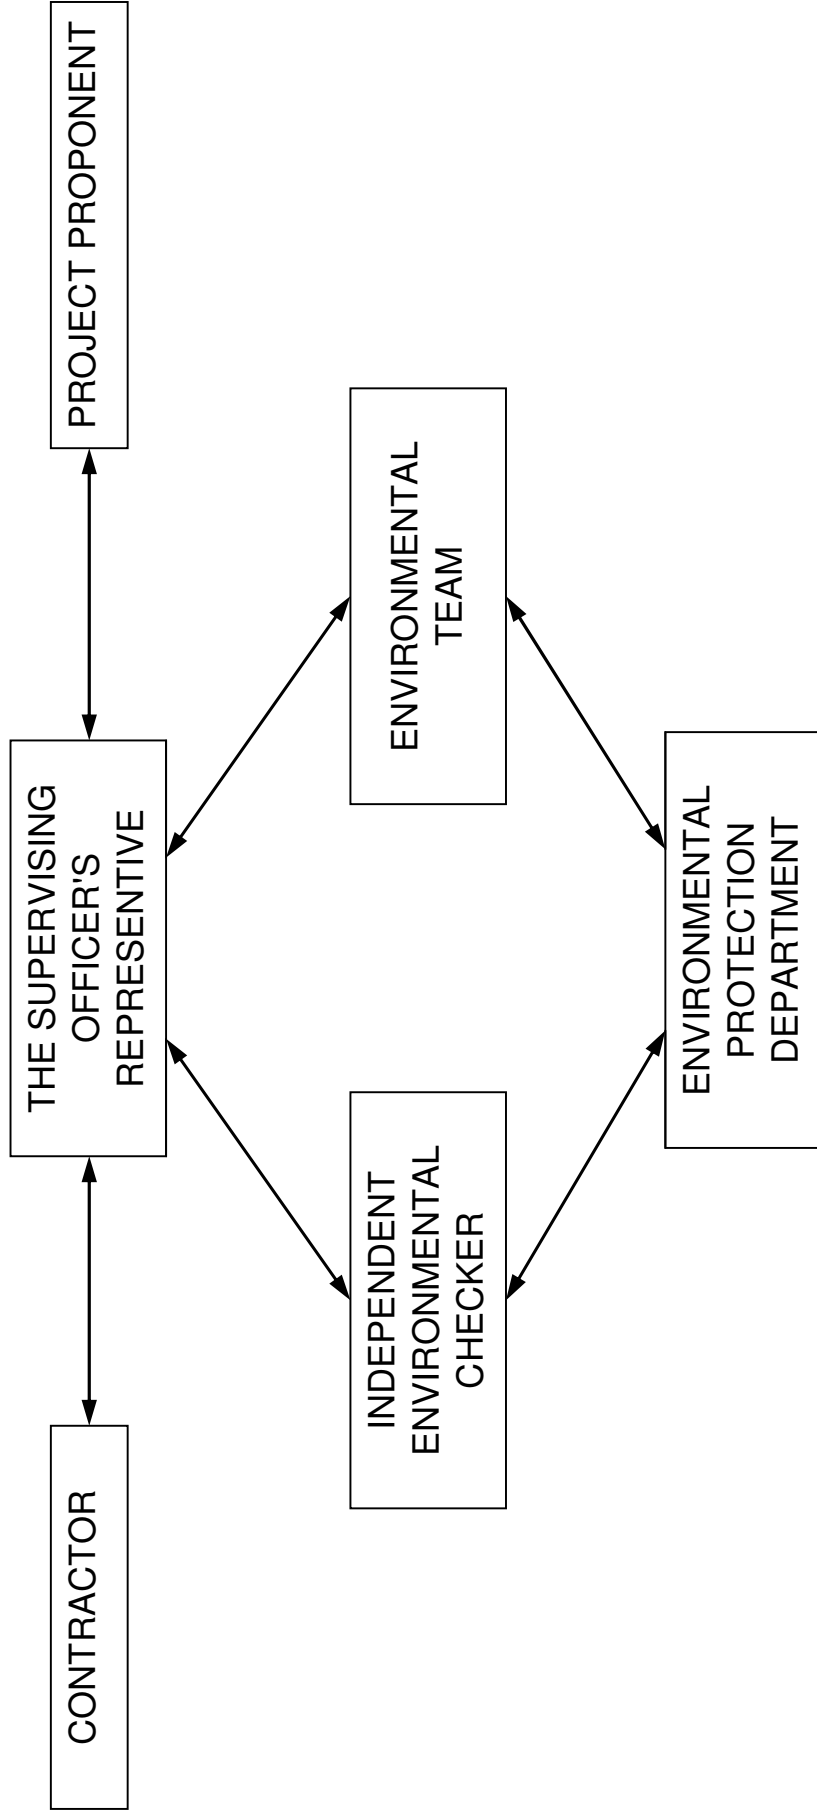 CONTRACTOR
THE SUPERVISING
OFFICER'S
REPRESENTIVE
PROJECT PROPONENT
INDEPENDENT
ENVIRONMENTAL
CHECKER
ENVIRONMENTAL
TEAM
ENVIRONMENTAL
PROTECTION
DEPARTMENT